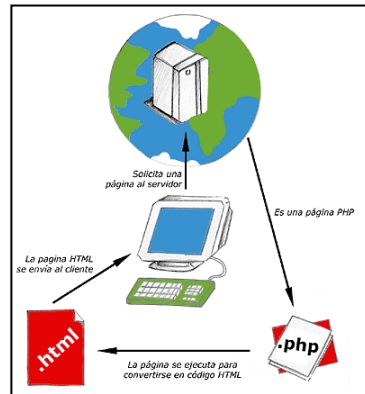 Solicita una
página al servidor
Es una página PHP
La pagina HTML
se envía al cliente
.html
.php
La página se ejecuta para
convertirse en código HTML